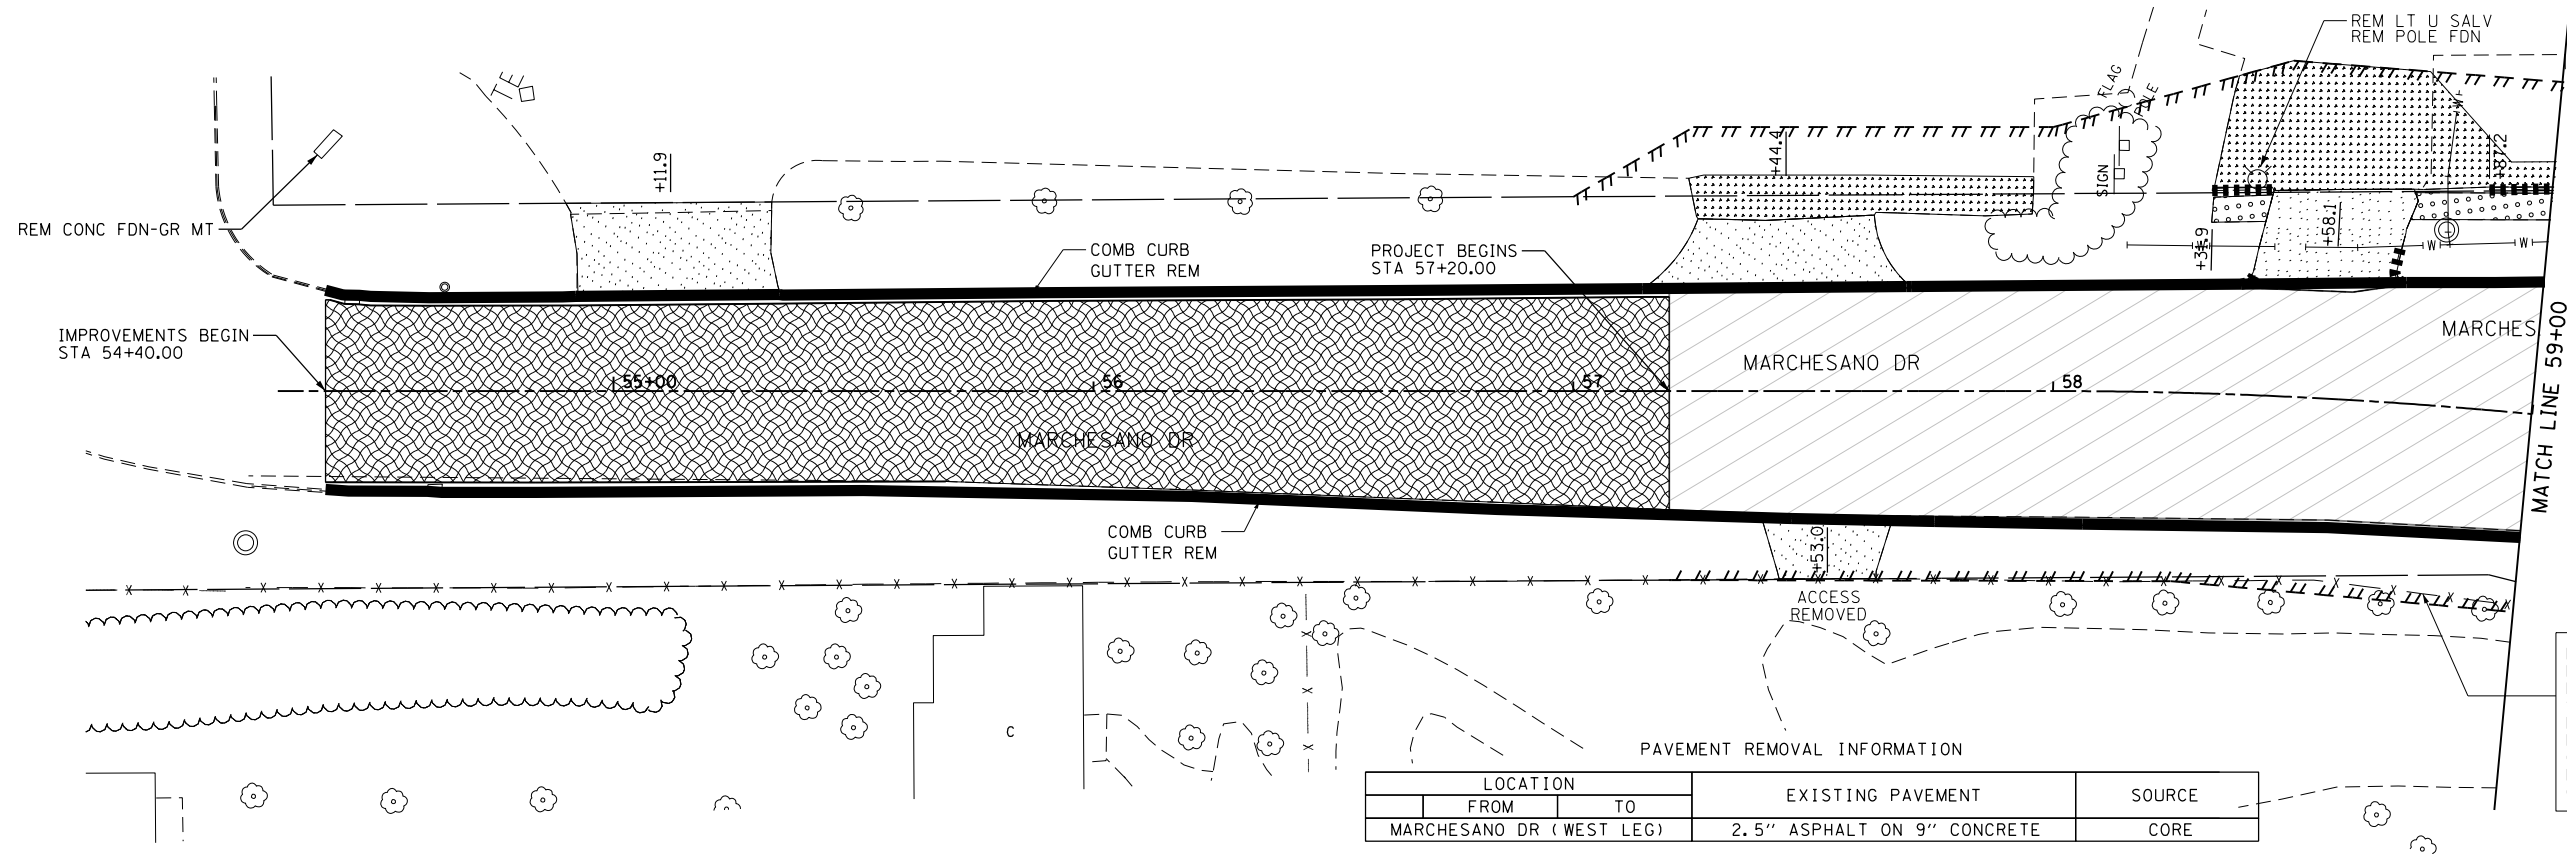 REM LT U SALV
REM POLE FDN
FLAG
POLE
+11.9
+44.4
+87.2
SIGN
REM CONC FDN-GR MT
+31.9
+58.1
W
W
W
COMB CURB
GUTTER REM
PROJECT BEGINS
STA 57+20.00
IMPROVEMENTS BEGIN
STA 54+40.00
MARCHES
MARCHESANO DR
55+00
56
57
58
MATCH LINE 59+00
MARCHESANO DR
COMB CURB
GUTTER REM
+53.0
ACCESS
REMOVED
C
PAVEMENT REMOVAL INFORMATION
LOCATION
EXISTING PAVEMENT
SOURCE
FROM TO
MARCHESANO DR (WEST LEG) 2.5" ASPHALT ON 9" CONCRETE CORE